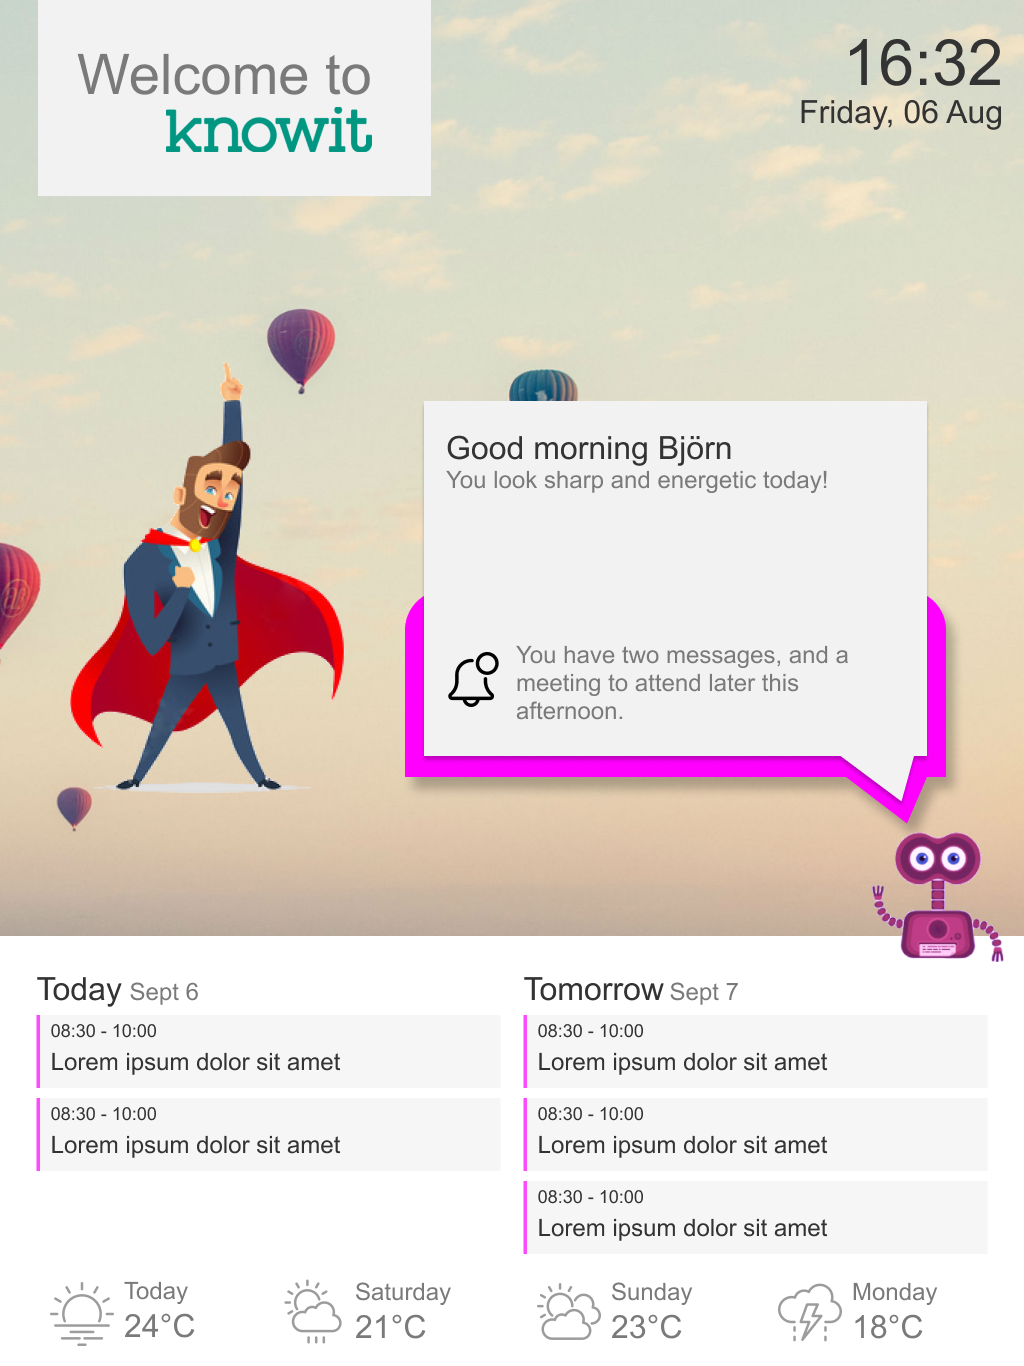 Welcome to
knowit
16:32
Friday, 06 Aug
Good morning Björn
You look sharp and energetic today!
You have two messages, and a
meeting to attend later this
afternoon.
Today Sept 6
08:30 - 10:00
Lorem ipsum dolor sit amet
08:30 - 10:00
Lorem ipsum dolor sit amet
Tomorrow Sept 7
08:30 - 10:00
Lorem ipsum dolor sit amet
08:30 - 10:00
Lorem ipsum dolor sit amet
08:30 - 10:00
Lorem ipsum dolor sit amet
Today
24°C
Saturday
21°C
Sunday
23°C
Monday
18°C